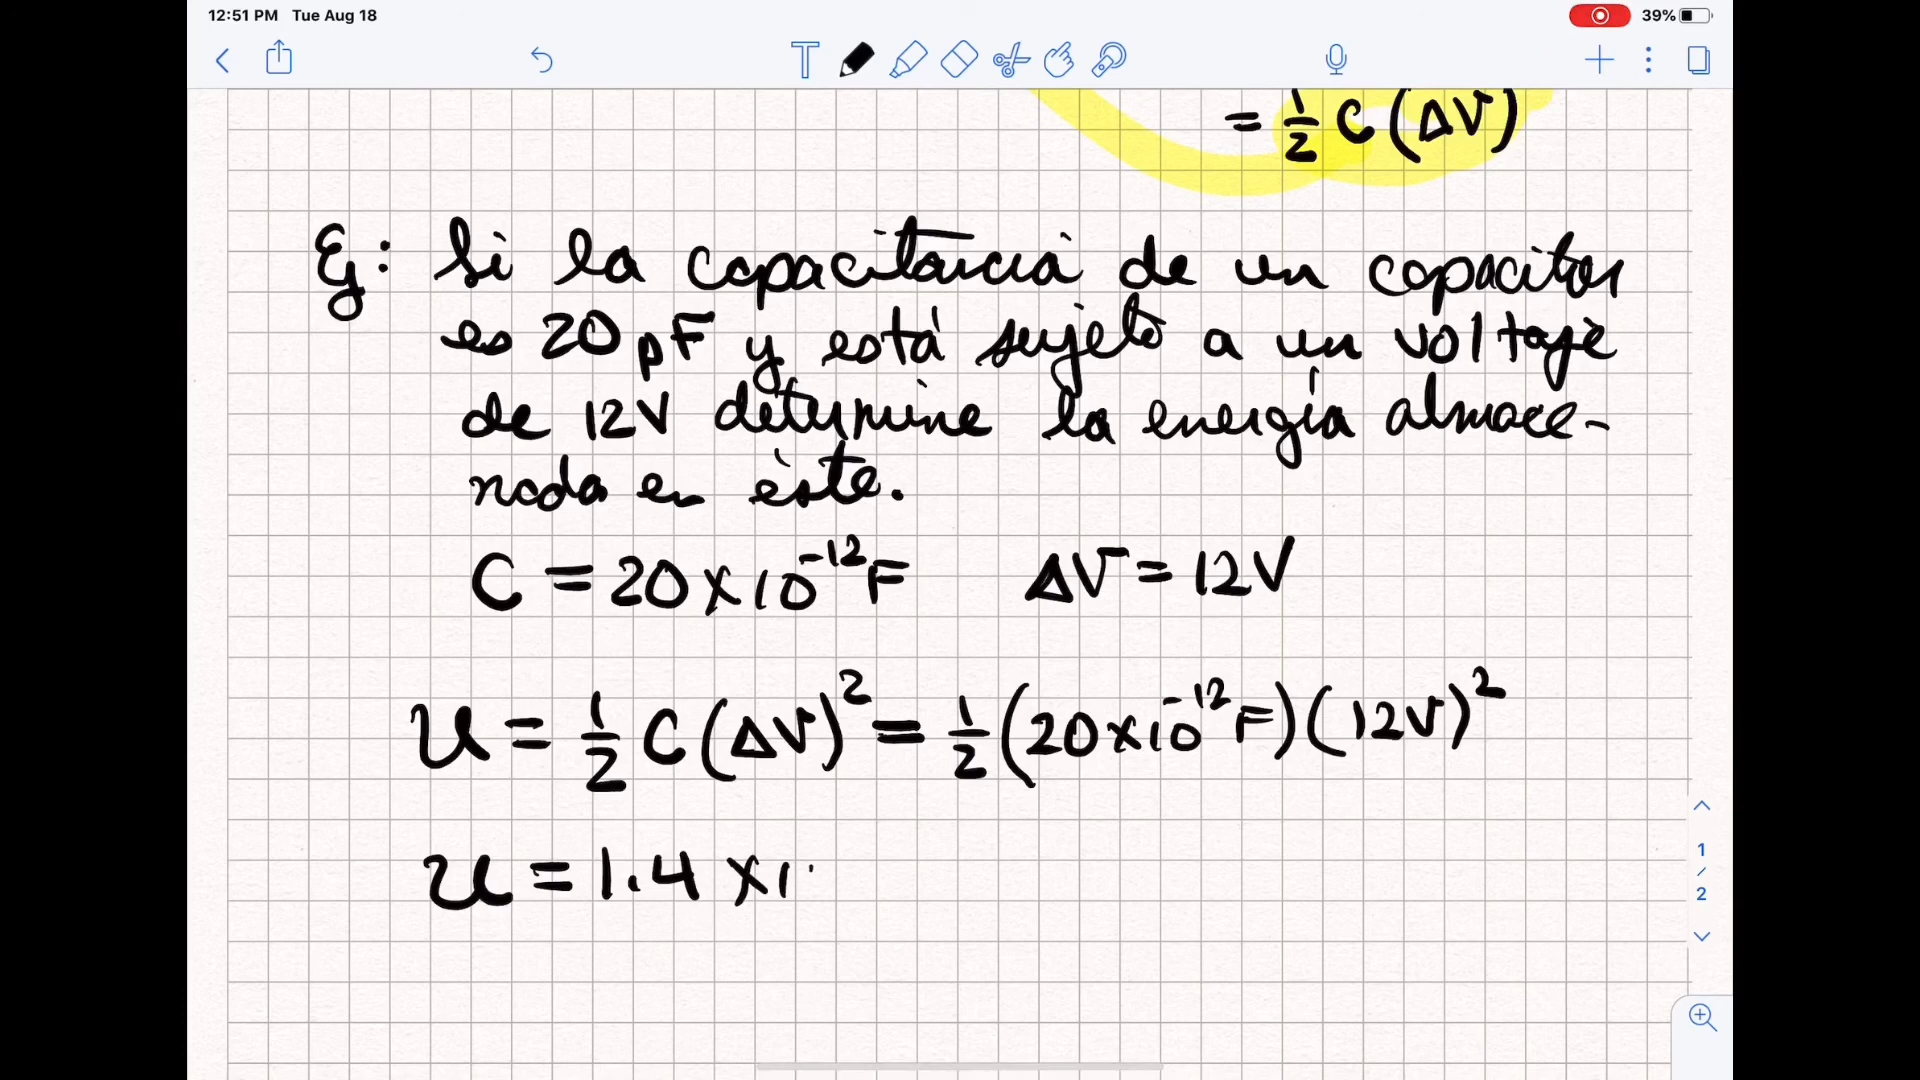 12:51 PM Tue Aug 18
39%
= 1/2 C (ΔV)
Ej: Si la capacitancia de un capacitor
es 20 pF y está sujeto a un voltaje
de 12V determine la energía almace-
nada en éste.
C = 20 x 10^-12 F ΔV = 12V
U = 1/2 C (ΔV)^2 = 1/2 (20 x 10^-12 F) (12V)^2
U = 1.4 x 1
1
/
2